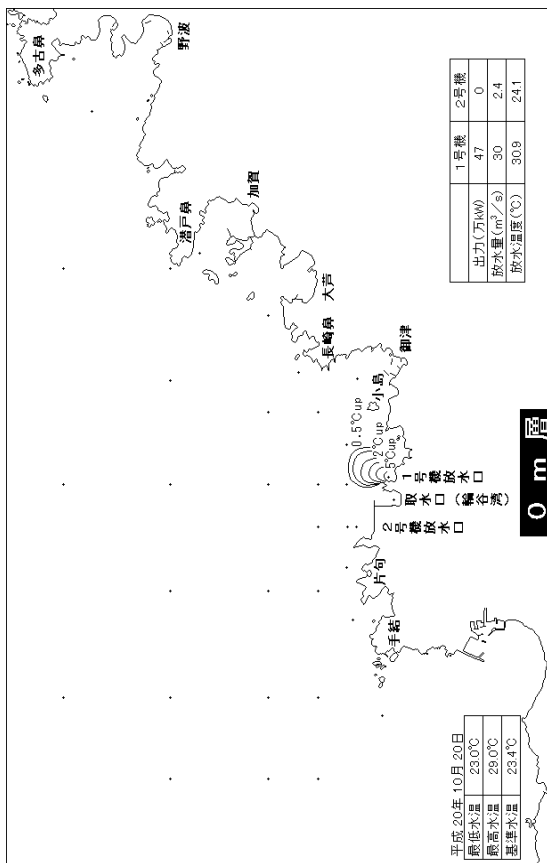 多古鼻
野波
潜戸鼻
加賀
大芦
長崎鼻
御津
小島
0.5℃up
2℃up
5℃up
1号機放水口
取水口(輪谷湾)
2号機放水口
片句
手結
1号機 2号機
出力(万kW) 47 0
放水量(m³/s) 30 2.4
放水温度(℃) 30.9 24.1
0m層
平成20年10月20日
最低水温 23.0℃
最高水温 29.0℃
基準水温 23.4℃